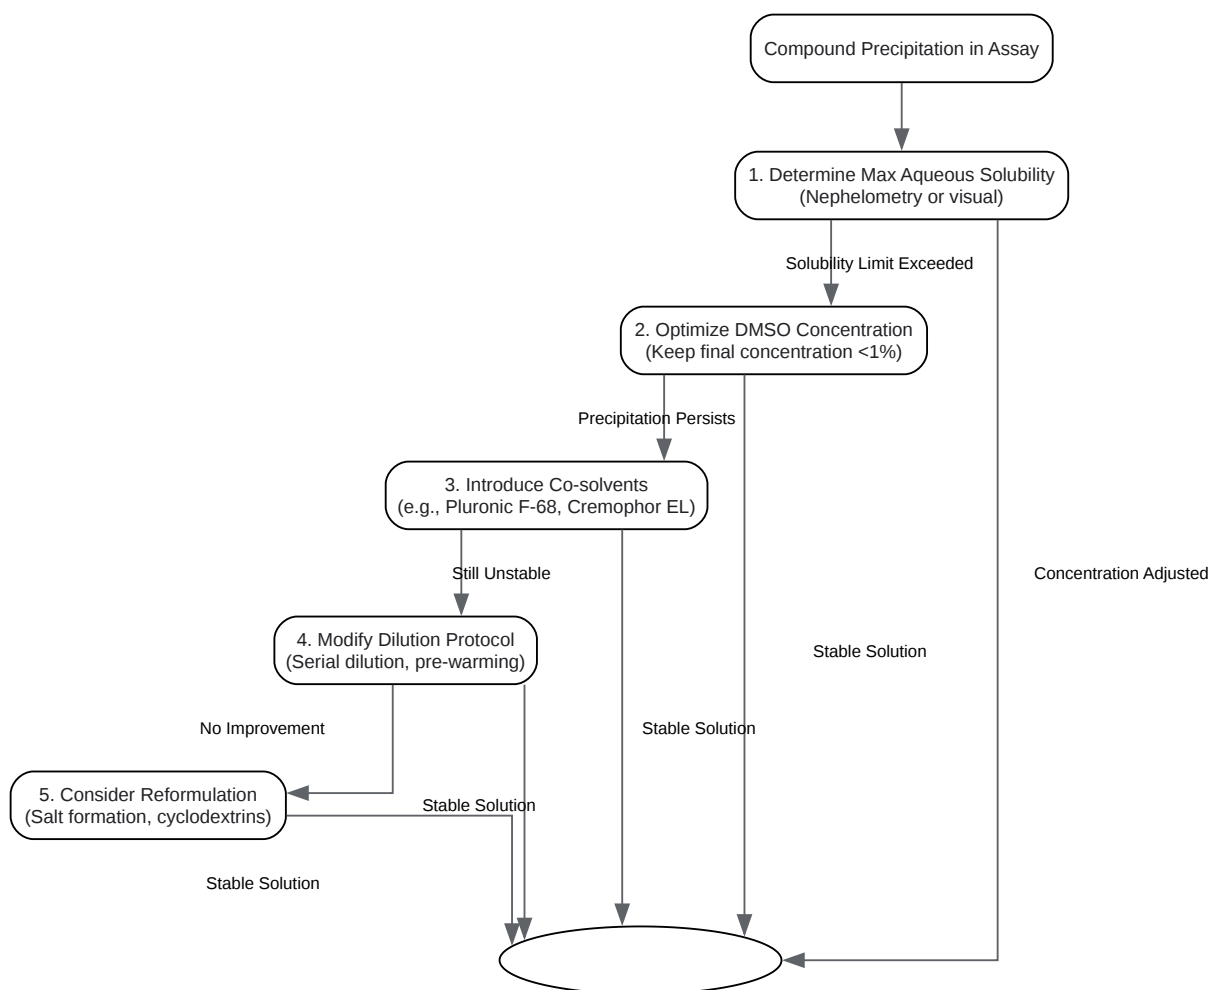 Compound Precipitation in Assay
1. Determine Max Aqueous Solubility
(Nephelometry or visual)
Solubility Limit Exceeded
2. Optimize DMSO Concentration
(Keep final concentration <1%)
Precipitation Persists
3. Introduce Co-solvents
(e.g., Pluronic F-68, Cremophor EL)
Still Unstable
Concentration Adjusted
4. Modify Dilution Protocol
(Serial dilution, pre-warming)
Stable Solution
No Improvement
Stable Solution
5. Consider Reformulation
(Salt formation, cyclodextrins)
Stable Solution
Stable Solution